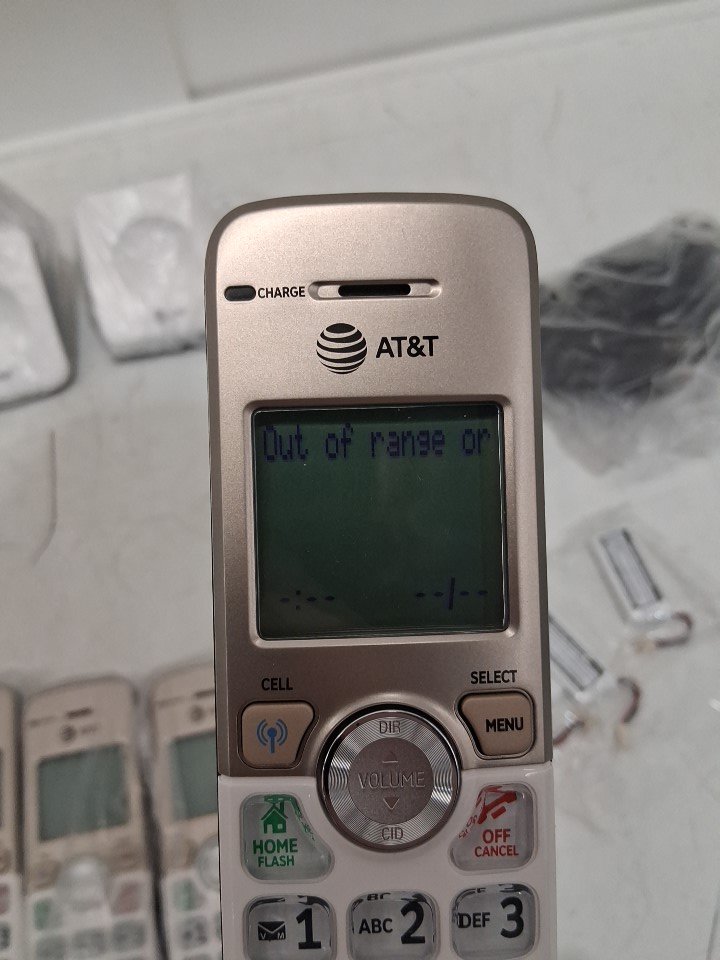 CHARGE
AT&T
Out of range or
-:-- --/--
CELL
SELECT
DIR
MENU
VOLUME
CID
HOME
FLASH
OFF
CANCEL
1
ABC 2
DEF 3
AT&T